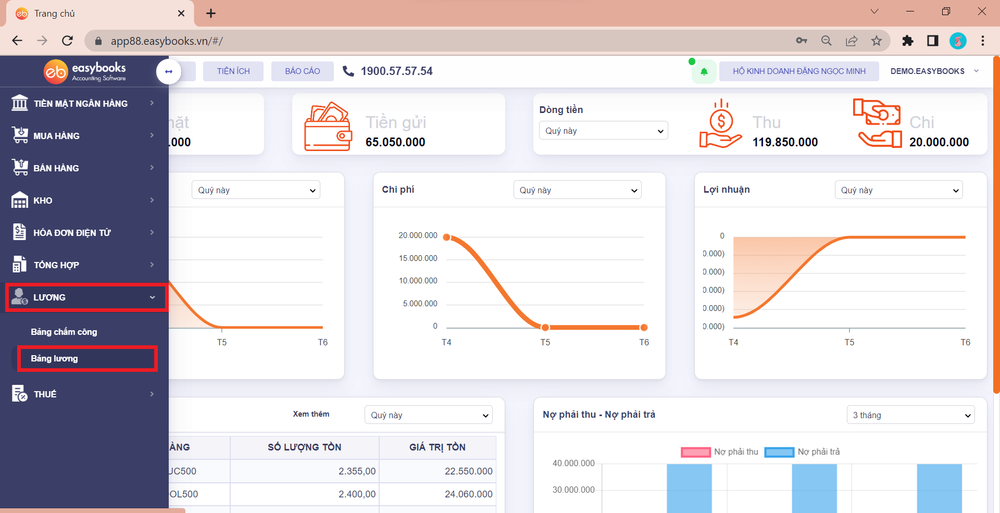 Trang chủ
app88.easybooks.vn/#/
eb easybooks
Accounting Software
TIỆN ÍCH
BÁO CÁO
1900.57.57.54
HỘ KINH DOANH ĐẶNG NGỌC MINH
DEMO.EASYBOOKS
TIỀN MẶT NGÂN HÀNG
MUA HÀNG
BÁN HÀNG
KHO
HÓA ĐƠN ĐIỆN TỬ
TỔNG HỢP
LƯƠNG
Bảng chấm công
Bảng lương
THUẾ
.000
Tiền gửi
65.050.000
Dòng tiền
Quý này
Thu
119.850.000
Chi
20.000.000
Quý này
T5
T6
Chi phí
Quý này
20.000.000
15.000.000
10.000.000
5.000.000
0
T4
T5
T6
Lợi nhuận
Quý này
0
0.000)
0.000)
0.000)
0.000)
0.000)
T4
T5
T6
Xem thêm
Quý này
ÀNG
SỐ LƯỢNG TỒN
GIÁ TRỊ TỒN
UC500
2.355,00
22.550.000
OL500
2.400,00
24.060.000
Nợ phải thu - Nợ phải trả
3 tháng
Nợ phải thu
Nợ phải trả
40.000.000
30.000.000